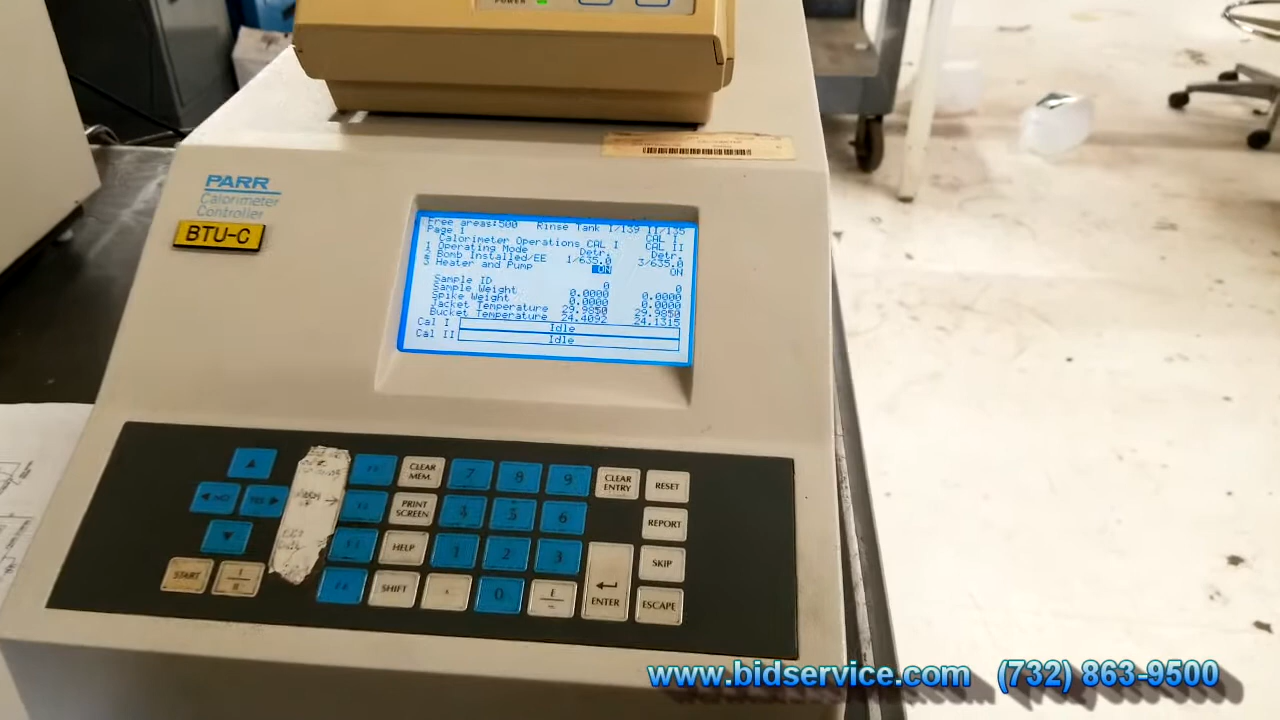 POWER
PARR
Calorimeter
Controller
BTU-C
Free areas:500 Rinse Tank 1/139 II/135
Page 1
CAL I CAL II
Calorimeter Operations
1 Operating Mode Detr. Detr.
2 Bomb Installed/EE 1/635.0 3/635.0
3 Heater and Pump ON ON
Sample ID 0 0
Sample Weight 0.0000 0.0000
Spike Weight 0.0000 0.0000
Jacket Temperature 29.9850 29.9850
Bucket Temperature 24.4092 24.1315
Cal I Idle
Cal II Idle
CLEAR MEM. 7 8 9 CLEAR ENTRY RESET
NO YES PRINT SCREEN 4 5 6 REPORT
HELP 1 2 3 SKIP
START SHIFT 0 ENTER ESCAPE
www.bidservice.com (732) 863-9500